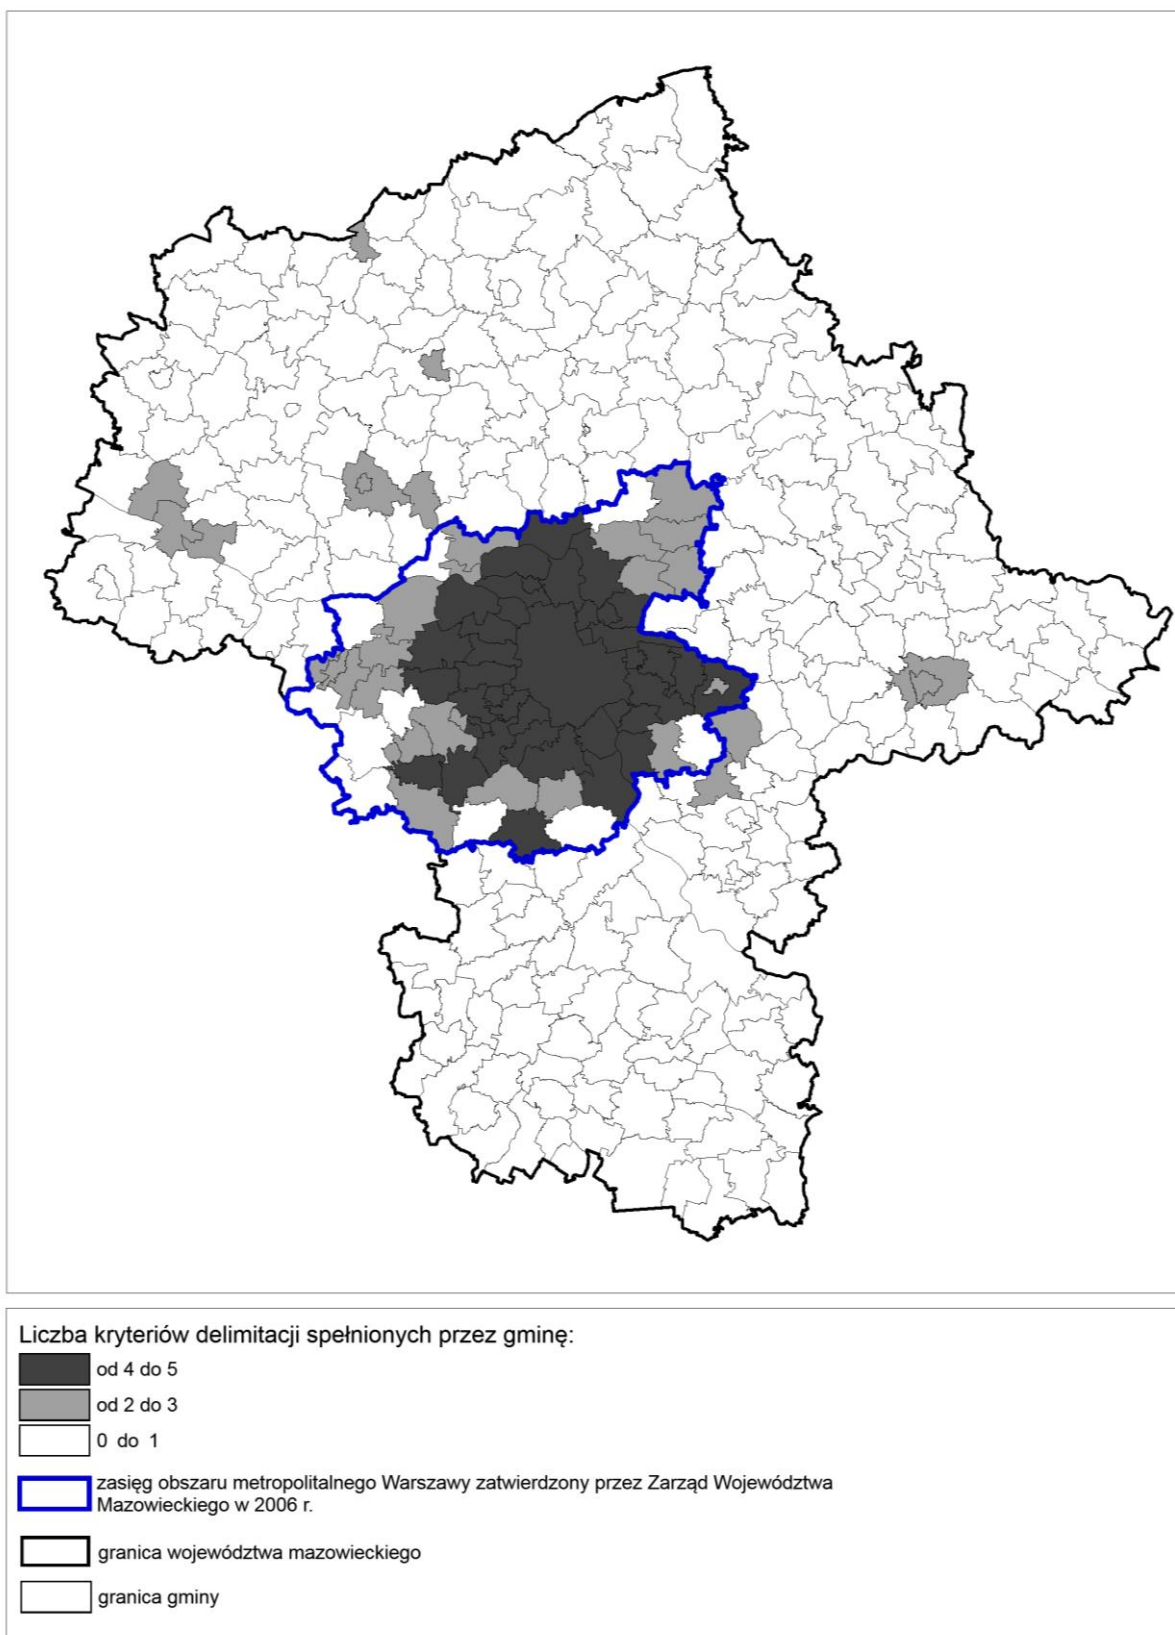 Liczba kryteriów delimitacji spełnionych przez gminę:
od 4 do 5
od 2 do 3
0 do 1
zasięg obszaru metropolitalnego Warszawy zatwierdzony przez Zarząd Województwa
Mazowieckiego w 2006 r.
granica województwa mazowieckiego
granica gminy